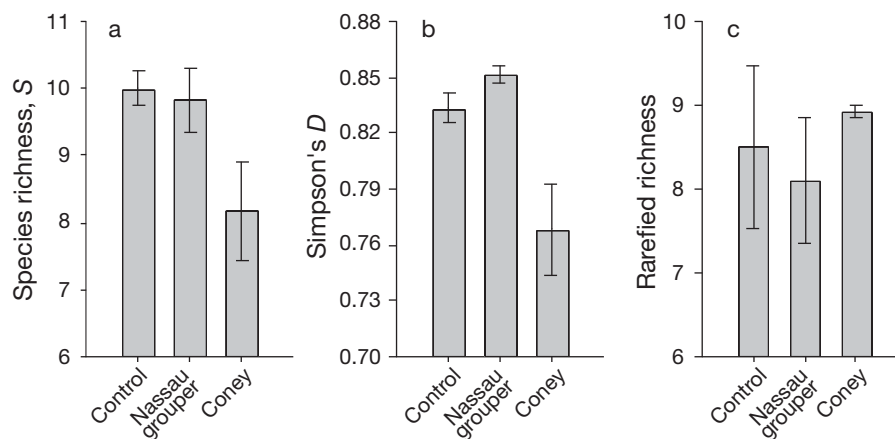 a
Species richness, S
11
10
9
8
7
6
Control
Nassau
grouper
Coney
b
Simpson's D
0.88
0.85
0.82
0.79
0.76
0.73
0.70
Control
Nassau
grouper
Coney
c
Rarefied richness
10
9
8
7
6
Control
Nassau
grouper
Coney